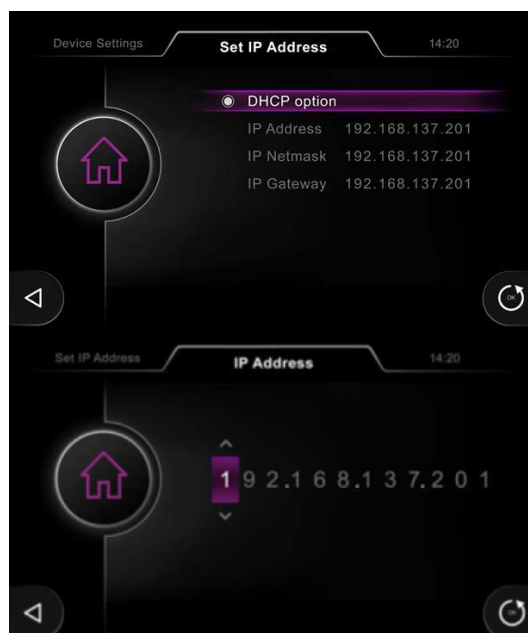 Device Settings
Set IP Address
14:20
DHCP option
IP Address 192.168.137.201
IP Netmask 192.168.137.201
IP Gateway 192.168.137.201
OK
Set IP Address
IP Address
14:20
192.168.137.201